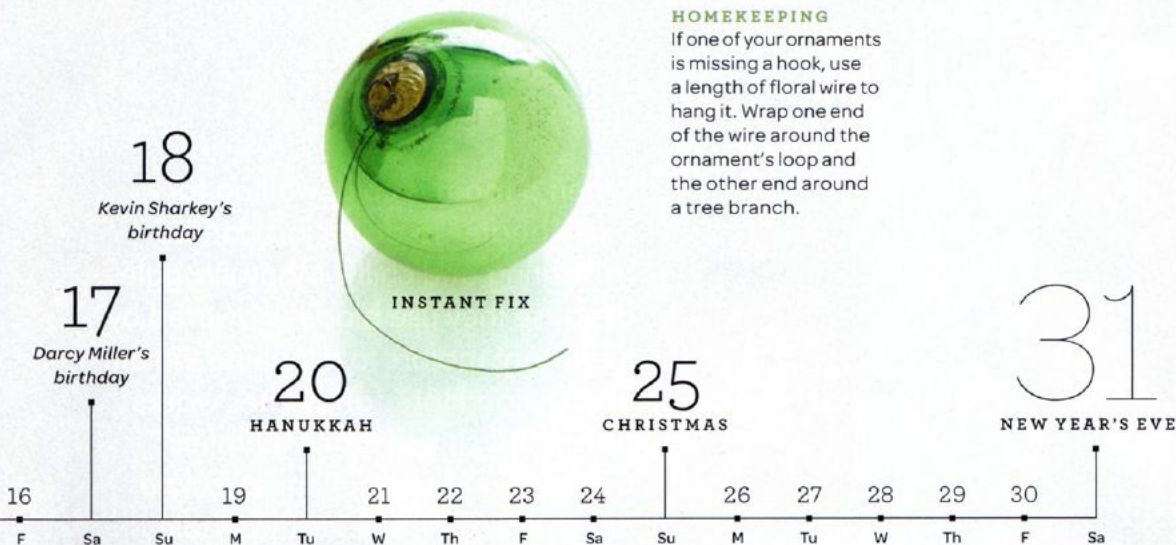 HOMEKEEPING
If one of your ornaments
is missing a hook, use
a length of floral wire to
hang it. Wrap one end
of the wire around the
ornament's loop and
the other end around
a tree branch.
18
Kevin Sharkey's
birthday
INSTANT FIX
17
Darcy Miller's
birthday
20
HANUKKAH
25
CHRISTMAS
31
NEW YEAR'S EVE
16 19 21 22 23 24 26 27 28 29 30
F Sa Su M Tu W Th F Sa Su M Tu W Th F Sa